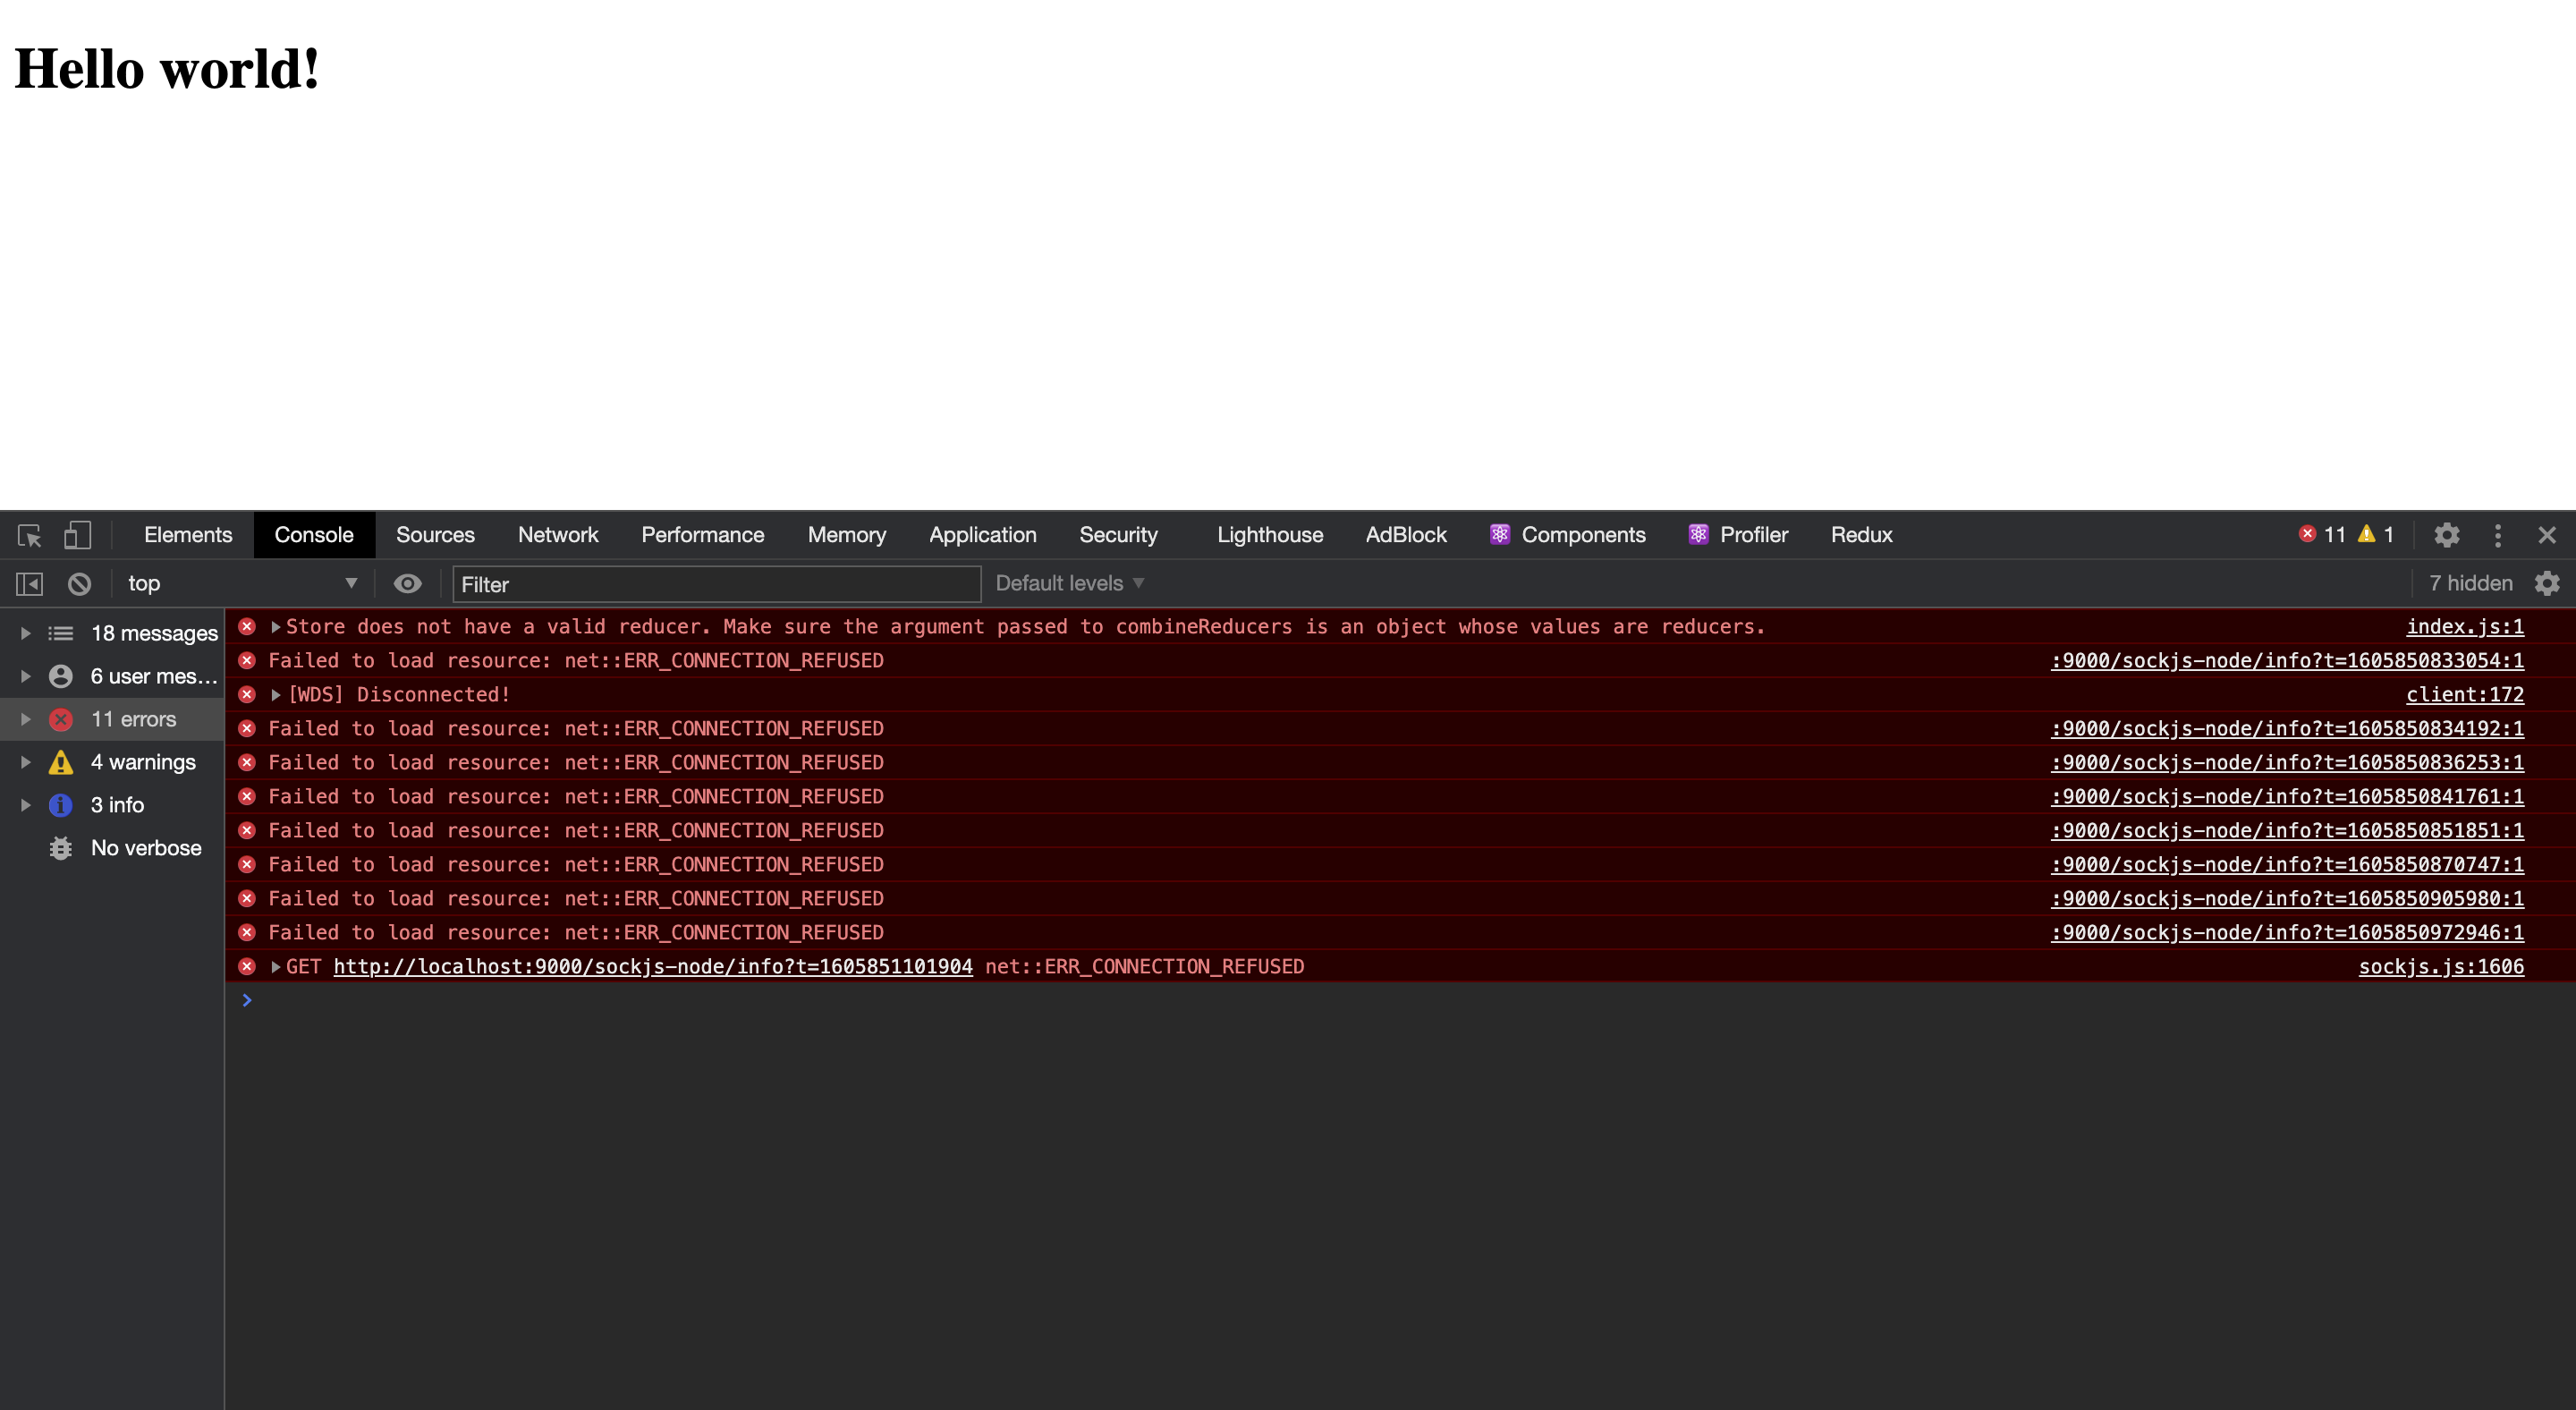 Hello world!
Elements Console Sources Network Performance Memory Application Security Lighthouse AdBlock Components Profiler Redux 11 1
top Filter Default levels 7 hidden
18 messages
6 user mes...
11 errors
4 warnings
3 info
No verbose
Store does not have a valid reducer. Make sure the argument passed to combineReducers is an object whose values are reducers. index.js:1
Failed to load resource: net::ERR_CONNECTION_REFUSED :9000/sockjs-node/info?t=1605850833054:1
[WDS] Disconnected! client:172
Failed to load resource: net::ERR_CONNECTION_REFUSED :9000/sockjs-node/info?t=1605850834192:1
Failed to load resource: net::ERR_CONNECTION_REFUSED :9000/sockjs-node/info?t=1605850836253:1
Failed to load resource: net::ERR_CONNECTION_REFUSED :9000/sockjs-node/info?t=1605850841761:1
Failed to load resource: net::ERR_CONNECTION_REFUSED :9000/sockjs-node/info?t=1605850851851:1
Failed to load resource: net::ERR_CONNECTION_REFUSED :9000/sockjs-node/info?t=1605850870747:1
Failed to load resource: net::ERR_CONNECTION_REFUSED :9000/sockjs-node/info?t=1605850905980:1
Failed to load resource: net::ERR_CONNECTION_REFUSED :9000/sockjs-node/info?t=1605850972946:1
GET http://localhost:9000/sockjs-node/info?t=1605851101904 net::ERR_CONNECTION_REFUSED sockjs.js:1606